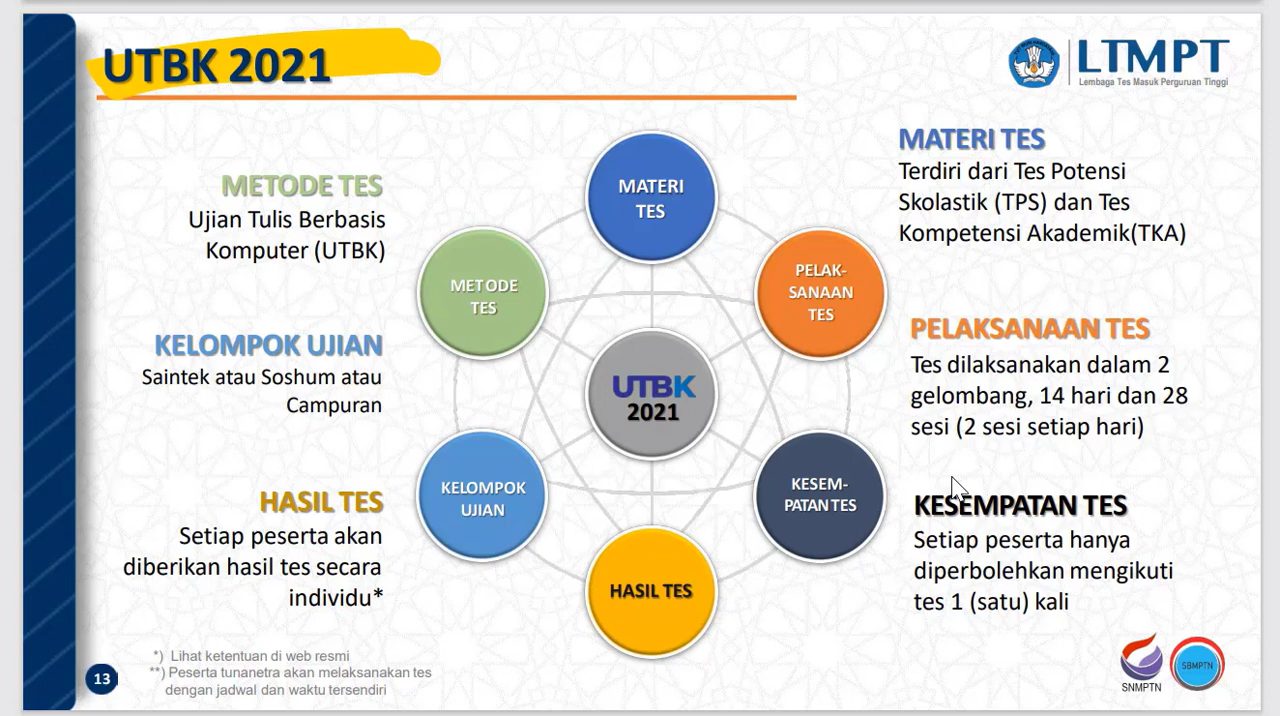 UTBK 2021
LTMPT
Lembaga Tes Masuk Perguruan Tinggi
METODE TES
Ujian Tulis Berbasis
Komputer (UTBK)
KELOMPOK UJIAN
Saintek atau Soshum atau
Campuran
HASIL TES
Setiap peserta akan
diberikan hasil tes secara
individu*
MATERI
TES
METODE
TES
PELAK-
SANAAN
TES
UTBK
2021
KELOMPOK
UJIAN
KESEM-
PATAN TES
HASIL TES
MATERI TES
Terdiri dari Tes Potensi
Skolastik (TPS) dan Tes
Kompetensi Akademik(TKA)
PELAKSANAAN TES
Tes dilaksanakan dalam 2
gelombang, 14 hari dan 28
sesi (2 sesi setiap hari)
KESEMPATAN TES
Setiap peserta hanya
diperbolehkan mengikuti
tes 1 (satu) kali
*) Lihat ketentuan di web resmi
**) Peserta tunanetra akan melaksanakan tes
dengan jadwal dan waktu tersendiri
13
SNMPTN
SBMPTN